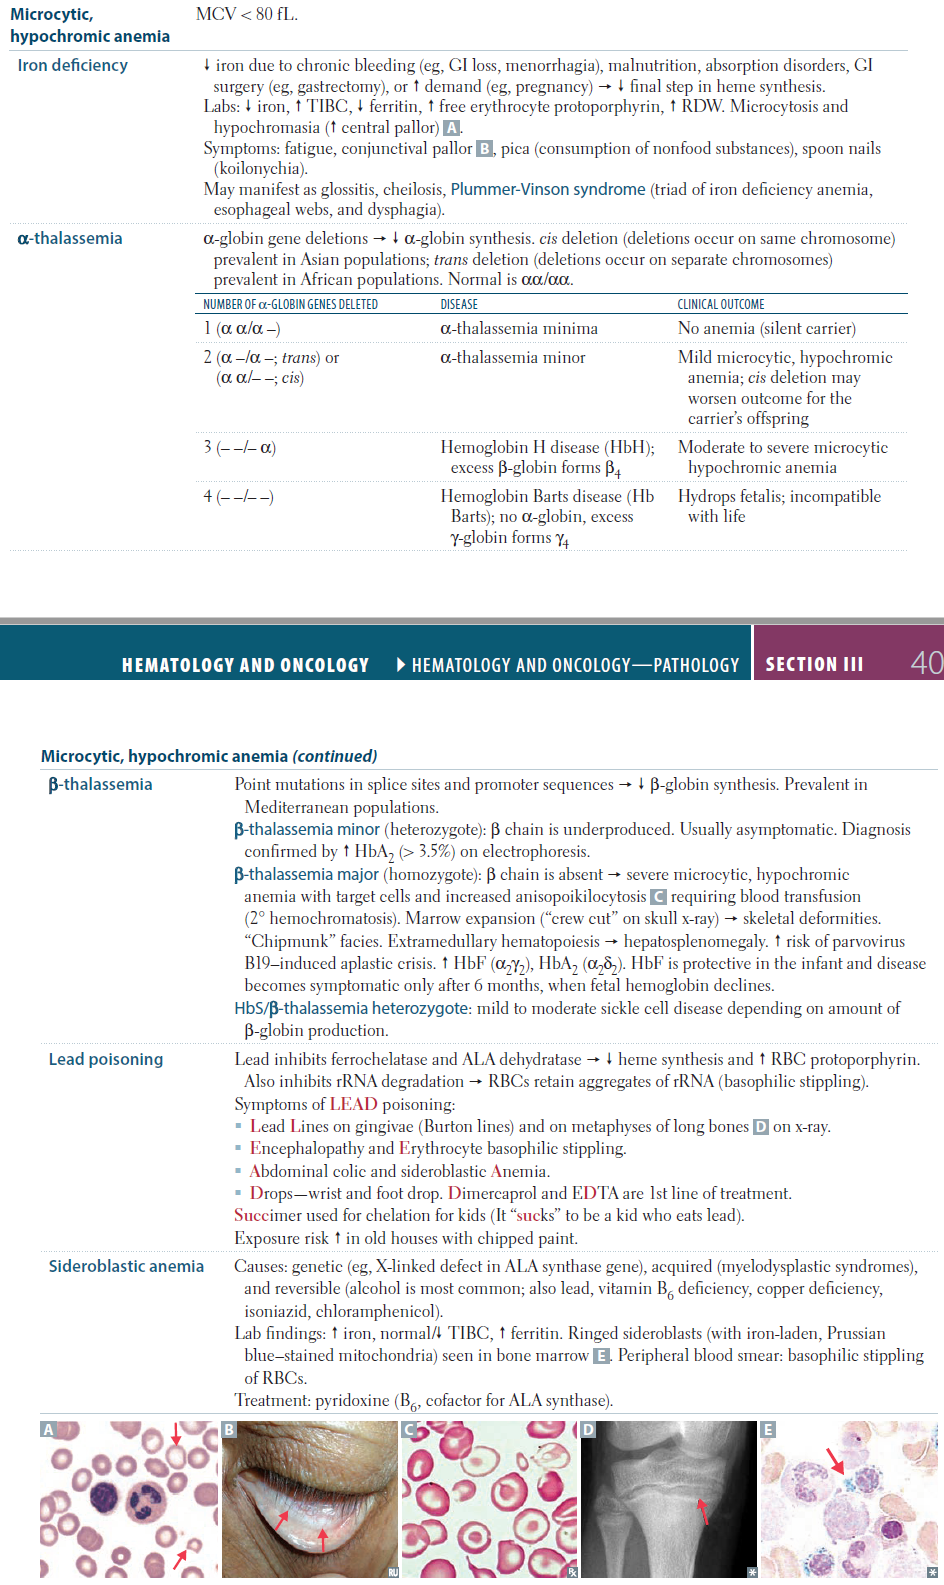 Microcytic,
hypochromic anemia
MCV < 80 fL.
Iron deficiency
↓ iron due to chronic bleeding (eg, GI loss, menorrhagia), malnutrition, absorption disorders, GI
surgery (eg, gastrectomy), or ↑ demand (eg, pregnancy) → ↓ final step in heme synthesis.
Labs: ↓ iron, ↑ TIBC, ↓ ferritin, ↑ free erythrocyte protoporphyrin, ↑ RDW. Microcytosis and
hypochromasia (↑ central pallor) A.
Symptoms: fatigue, conjunctival pallor B, pica (consumption of nonfood substances), spoon nails
(koilonychia).
May manifest as glossitis, cheilosis, Plummer-Vinson syndrome (triad of iron deficiency anemia,
esophageal webs, and dysphagia).
α-thalassemia
α-globin gene deletions → ↓ α-globin synthesis. cis deletion (deletions occur on same chromosome)
prevalent in Asian populations; trans deletion (deletions occur on separate chromosomes)
prevalent in African populations. Normal is αα/αα.
NUMBER OF α-GLOBIN GENES DELETED DISEASE CLINICAL OUTCOME
1 (α α/α –) α-thalassemia minima No anemia (silent carrier)
2 (α –/α –; trans) or α-thalassemia minor Mild microcytic, hypochromic
(α α/– –; cis) anemia; cis deletion may
worsen outcome for the
carrier's offspring
3 (– –/– α) Hemoglobin H disease (HbH); Moderate to severe microcytic
excess β-globin forms β4 hypochromic anemia
4 (– –/– –) Hemoglobin Barts disease (Hb Hydrops fetalis; incompatible
Barts); no α-globin, excess with life
γ-globin forms γ4
HEMATOLOGY AND ONCOLOGY ▶ HEMATOLOGY AND ONCOLOGY—PATHOLOGY SECTION III 40
Microcytic, hypochromic anemia (continued)
β-thalassemia
Point mutations in splice sites and promoter sequences → ↓ β-globin synthesis. Prevalent in
Mediterranean populations.
β-thalassemia minor (heterozygote): β chain is underproduced. Usually asymptomatic. Diagnosis
confirmed by ↑ HbA2 (> 3.5%) on electrophoresis.
β-thalassemia major (homozygote): β chain is absent → severe microcytic, hypochromic
anemia with target cells and increased anisopoikilocytosis C requiring blood transfusion
(2° hemochromatosis). Marrow expansion (“crew cut” on skull x-ray) → skeletal deformities.
“Chipmunk” facies. Extramedullary hematopoiesis → hepatosplenomegaly. ↑ risk of parvovirus
B19–induced aplastic crisis. ↑ HbF (α2γ2), HbA2 (α2δ2). HbF is protective in the infant and disease
becomes symptomatic only after 6 months, when fetal hemoglobin declines.
HbS/β-thalassemia heterozygote: mild to moderate sickle cell disease depending on amount of
β-globin production.
Lead poisoning
Lead inhibits ferrochelatase and ALA dehydratase → ↓ heme synthesis and ↑ RBC protoporphyrin.
Also inhibits rRNA degradation → RBCs retain aggregates of rRNA (basophilic stippling).
Symptoms of LEAD poisoning:
▪ Lead Lines on gingivae (Burton lines) and on metaphyses of long bones D on x-ray.
▪ Encephalopathy and Erythrocyte basophilic stippling.
▪ Abdominal colic and sideroblastic Anemia.
▪ Drops—wrist and foot drop. Dimercaprol and EDTA are 1st line of treatment.
Succimer used for chelation for kids (It “sucks” to be a kid who eats lead).
Exposure risk ↑ in old houses with chipped paint.
Sideroblastic anemia
Causes: genetic (eg, X-linked defect in ALA synthase gene), acquired (myelodysplastic syndromes),
and reversible (alcohol is most common; also lead, vitamin B6 deficiency, copper deficiency,
isoniazid, chloramphenicol).
Lab findings: ↑ iron, normal/↓ TIBC, ↑ ferritin. Ringed sideroblasts (with iron-laden, Prussian
blue–stained mitochondria) seen in bone marrow E. Peripheral blood smear: basophilic stippling
of RBCs.
Treatment: pyridoxine (B6, cofactor for ALA synthase).
A B C D E
RU Rx * *